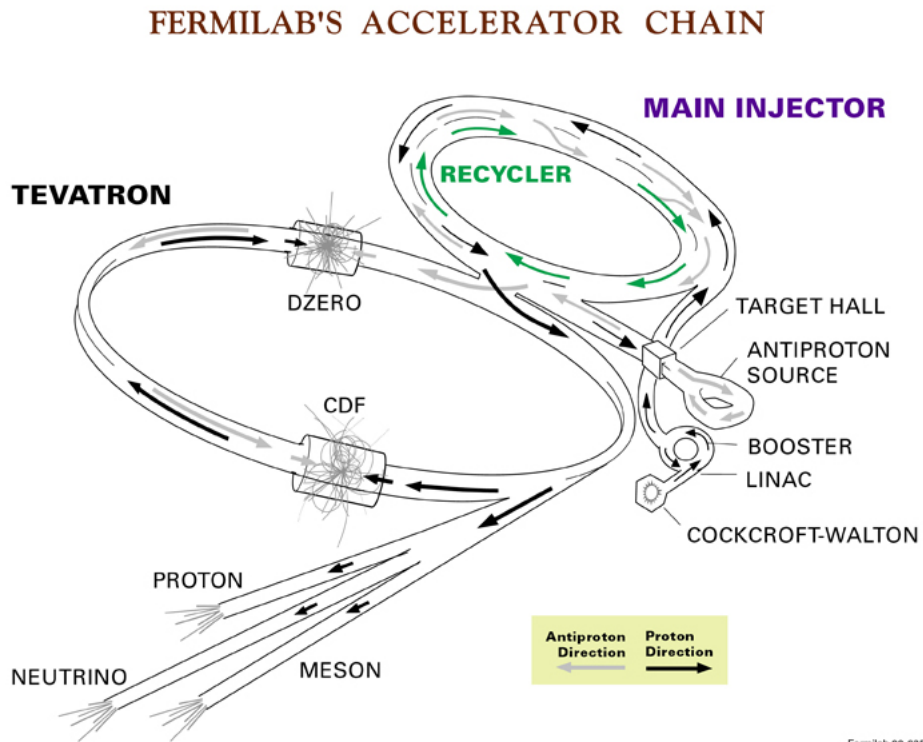 FERMILAB'S ACCELERATOR CHAIN
MAIN INJECTOR
RECYCLER
TEVATRON
DZERO
TARGET HALL
ANTIPROTON
SOURCE
CDF
BOOSTER
LINAC
COCKCROFT-WALTON
PROTON
NEUTRINO
MESON
Antiproton
Direction
Proton
Direction